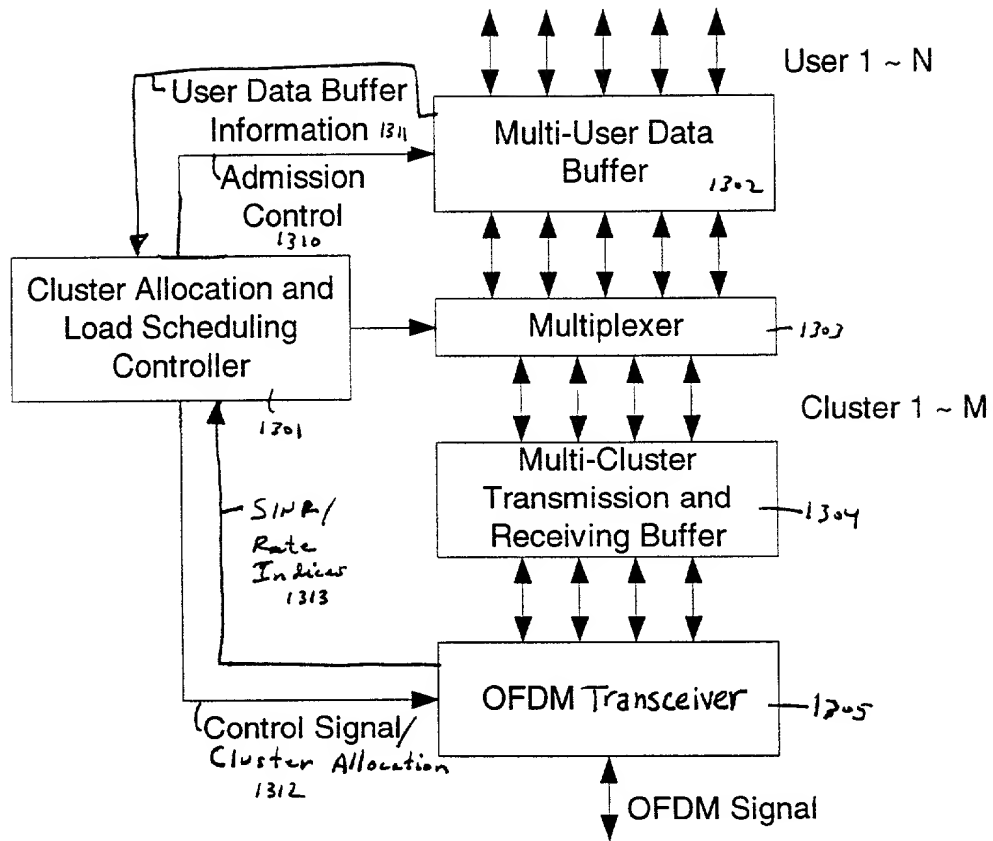 User 1 ~ N
User Data Buffer
Information 1311
Multi-User Data
Buffer
1302
Admission
Control
1310
Cluster Allocation and
Load Scheduling
Controller
1301
Multiplexer
1303
Cluster 1 ~ M
Multi-Cluster
Transmission and
Receiving Buffer
1304
SINR/
Rate
Indices
1313
OFDM Transceiver
1305
Control Signal/
Cluster Allocation
1312
OFDM Signal